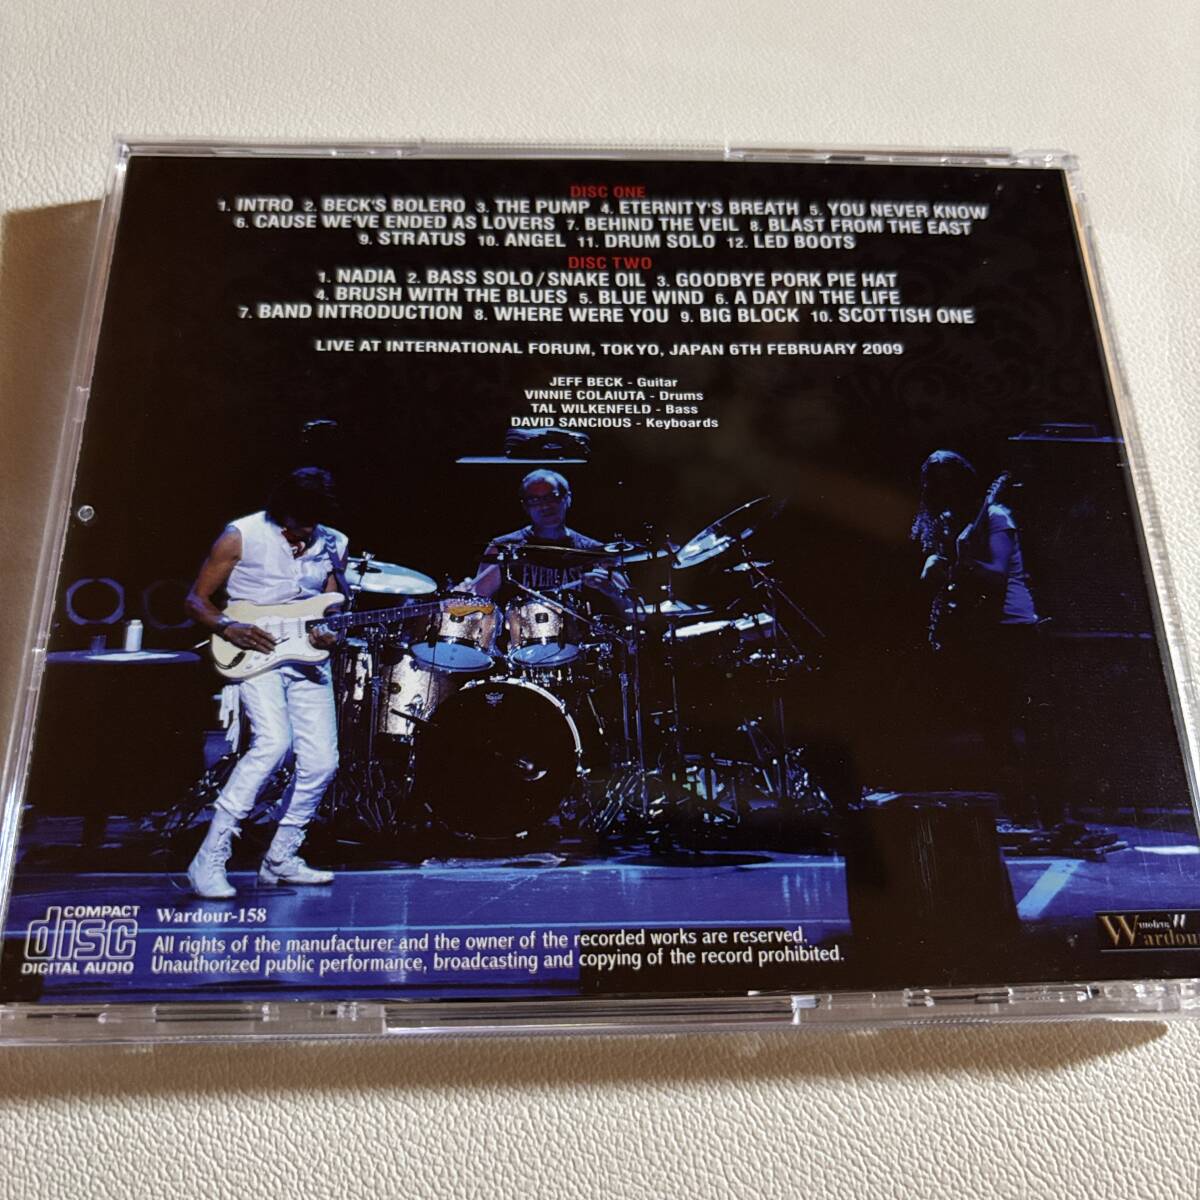 DISC ONE
1. INTRO 2. BECK'S BOLERO 3. THE PUMP 4. ETERNITY'S BREATH 5. YOU NEVER KNOW
6. CAUSE WE'VE ENDED AS LOVERS 7. BEHIND THE VEIL 8. BLAST FROM THE EAST
9. STRATUS 10. ANGEL 11. DRUM SOLO 12. LED BOOTS
DISC TWO
1. NADIA 2. BASS SOLO/SNAKE OIL 3. GOODBYE PORK PIE HAT
4. BRUSH WITH THE BLUES 5. BLUE WIND 6. A DAY IN THE LIFE
7. BAND INTRODUCTION 8. WHERE WERE YOU 9. BIG BLOCK 10. SCOTTISH ONE
LIVE AT INTERNATIONAL FORUM, TOKYO, JAPAN 6TH FEBRUARY 2009
JEFF BECK - Guitar
VINNIE COLAIUTA - Drums
TAL WILKENFELD - Bass
DAVID SANCIOUS - Keyboards
EVERLAST
COMPACT
disc
DIGITAL AUDIO
Wardour-158
All rights of the manufacturer and the owner of the recorded works are reserved.
Unauthorized public performance, broadcasting and copying of the record prohibited.
Wardou